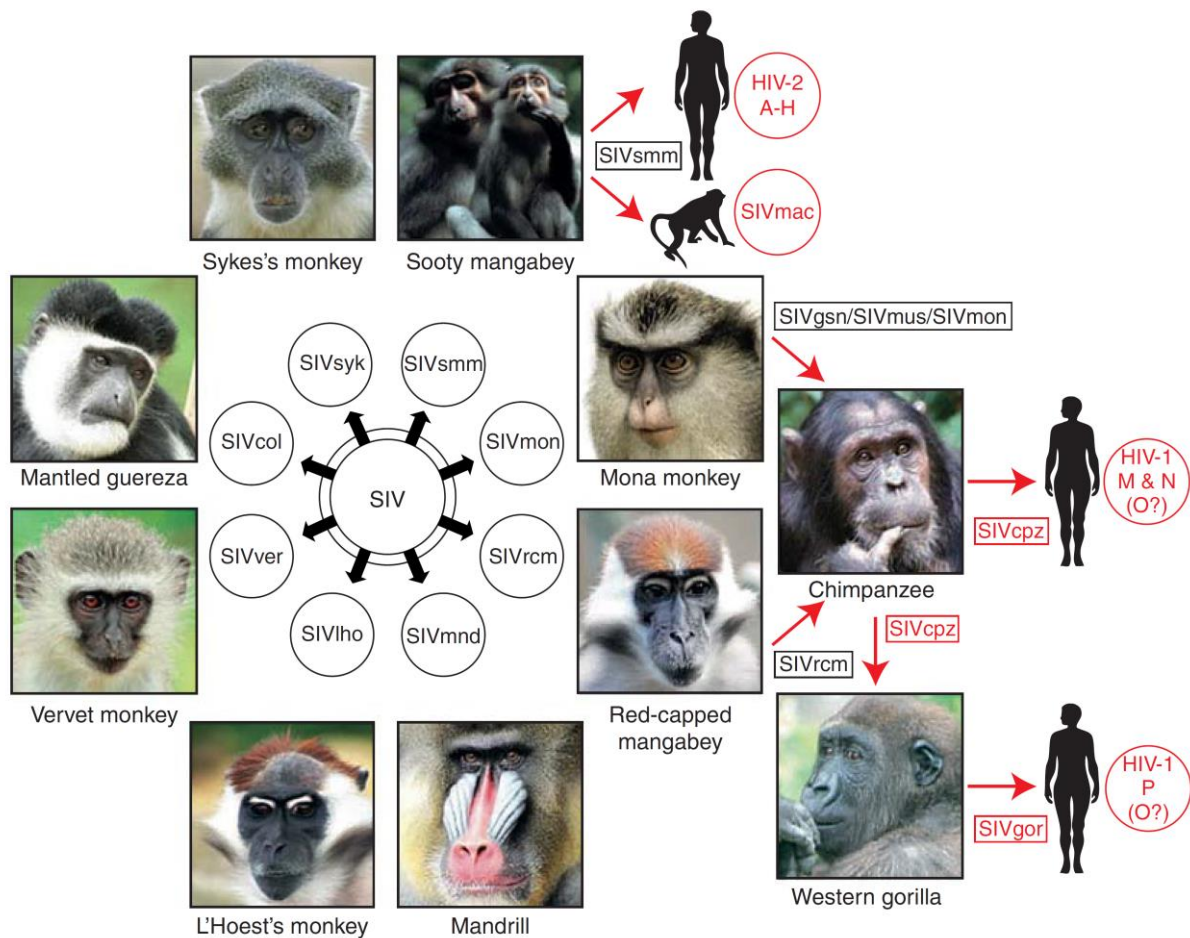 HIV-2
A-H
SIVsmm
SIVmac
Sykes's monkey
Sooty mangabey
SIVgsn/SIVmus/SIVmon
SIVsyk
SIVsmm
SIVcol
SIVmon
Mantled guereza
Mona monkey
SIV
HIV-1
M & N
(O?)
SIVcpz
SIVver
SIVrcm
Chimpanzee
SIVcpz
SIVlho
SIVmnd
SIVrcm
Vervet monkey
Red-capped
mangabey
HIV-1
P
(O?)
SIVgor
L'Hoest's monkey
Mandrill
Western gorilla